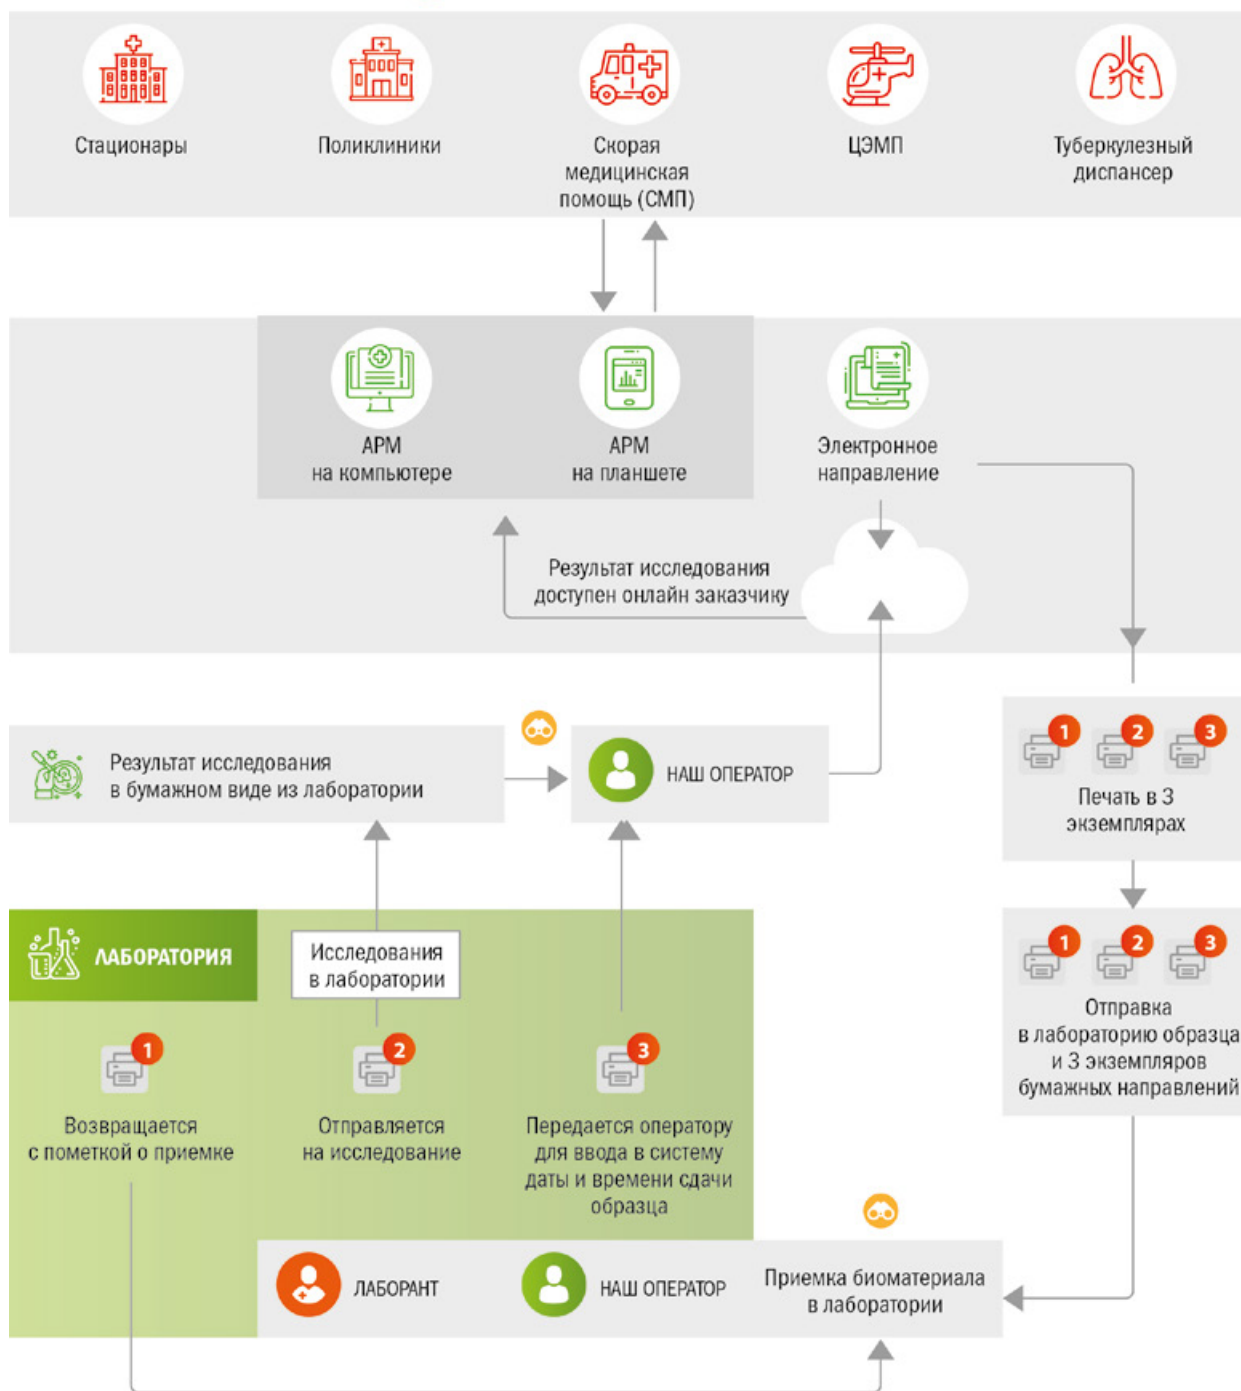 Стационары
Поликлиники
Скорая
медицинская
помощь (СМП)
ЦЭМП
Туберкулезный
диспансер
АРМ
на компьютере
АРМ
на планшете
Электронное
направление
Результат исследования
доступен онлайн заказчику
Результат исследования
в бумажном виде из лаборатории
НАШ ОПЕРАТОР
1 2 3
Печать в 3
экземплярах
1 2 3
Отправка
в лабораторию образца
и 3 экземпляров
бумажных направлений
ЛАБОРАТОРИЯ
Исследования
в лаборатории
1
Возвращается
с пометкой о приемке
2
Отправляется
на исследование
3
Передается оператору
для ввода в систему
даты и времени сдачи
образца
ЛАБОРАНТ
НАШ ОПЕРАТОР
Приемка биоматериала
в лаборатории